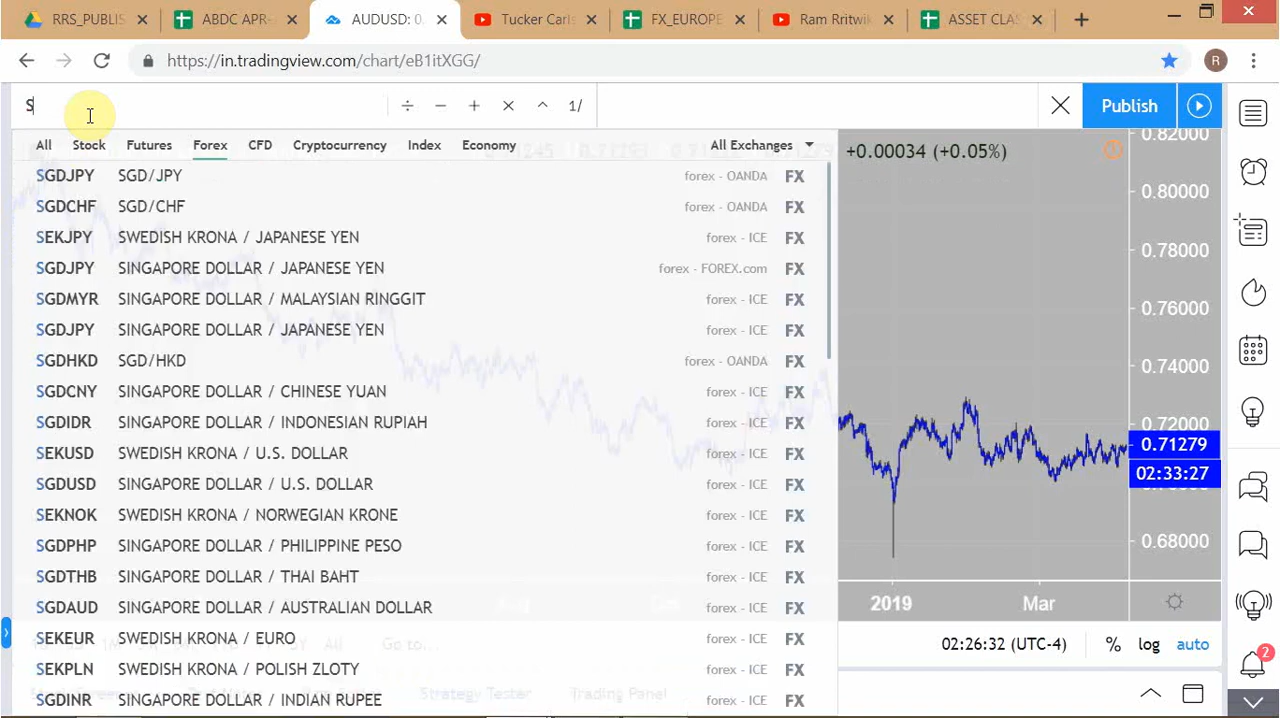 RRS_PUBLIS
ABDC APR-
AUDUSD: 0.
Tucker Carls
FX_EUROPE
Ram Rritwik
ASSET CLAS
https://in.tradingview.com/chart/eB1itXGG/
R
S
÷ − + × ^ 1/
Publish
All Stock Futures Forex CFD Cryptocurrency Index Economy All Exchanges
+0.00034 (+0.05%)
SGDJPY SGD/JPY forex - OANDA FX
SGDCHF SGD/CHF forex - OANDA FX
SEKJPY SWEDISH KRONA / JAPANESE YEN forex - ICE FX
SGDJPY SINGAPORE DOLLAR / JAPANESE YEN forex - FOREX.com FX
SGDMYR SINGAPORE DOLLAR / MALAYSIAN RINGGIT forex - ICE FX
SGDJPY SINGAPORE DOLLAR / JAPANESE YEN forex - ICE FX
SGDHKD SGD/HKD forex - OANDA FX
SGDCNY SINGAPORE DOLLAR / CHINESE YUAN forex - ICE FX
SGDIDR SINGAPORE DOLLAR / INDONESIAN RUPIAH forex - ICE FX
SEKUSD SWEDISH KRONA / U.S. DOLLAR forex - ICE FX
SGDUSD SINGAPORE DOLLAR / U.S. DOLLAR forex - ICE FX
SEKNOK SWEDISH KRONA / NORWEGIAN KRONE forex - ICE FX
SGDPHP SINGAPORE DOLLAR / PHILIPPINE PESO forex - ICE FX
SGDTHB SINGAPORE DOLLAR / THAI BAHT forex - ICE FX
SGDAUD SINGAPORE DOLLAR / AUSTRALIAN DOLLAR forex - ICE FX
SEKEUR SWEDISH KRONA / EURO forex - ICE FX
SEKPLN SWEDISH KRONA / POLISH ZLOTY forex - ICE FX
SGDINR SINGAPORE DOLLAR / INDIAN RUPEE forex - ICE FX
All Go to...
Strategy Tester Trading Panel
0.82000
0.80000
0.78000
0.76000
0.74000
0.72000
0.71279
02:33:27
0.68000
2019 Mar
02:26:32 (UTC-4) % log auto
2